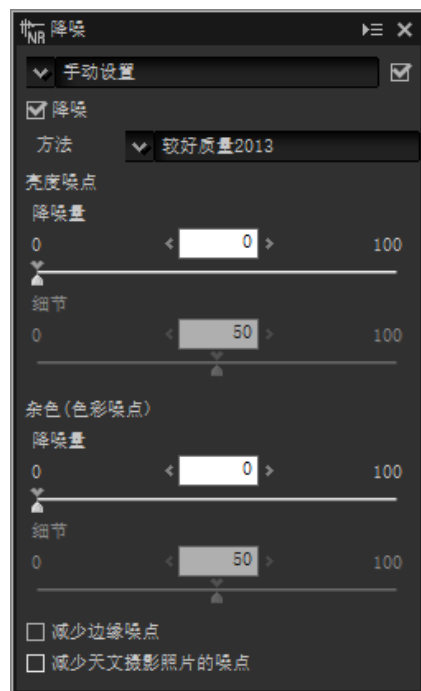 NR 降噪
手动设置
降噪
方法 较好质量2013
亮度噪点
降噪量
0 0 100
细节
0 50 100
杂色(色彩噪点)
降噪量
0 0 100
细节
0 50 100
减少边缘噪点
减少天文摄影照片的噪点